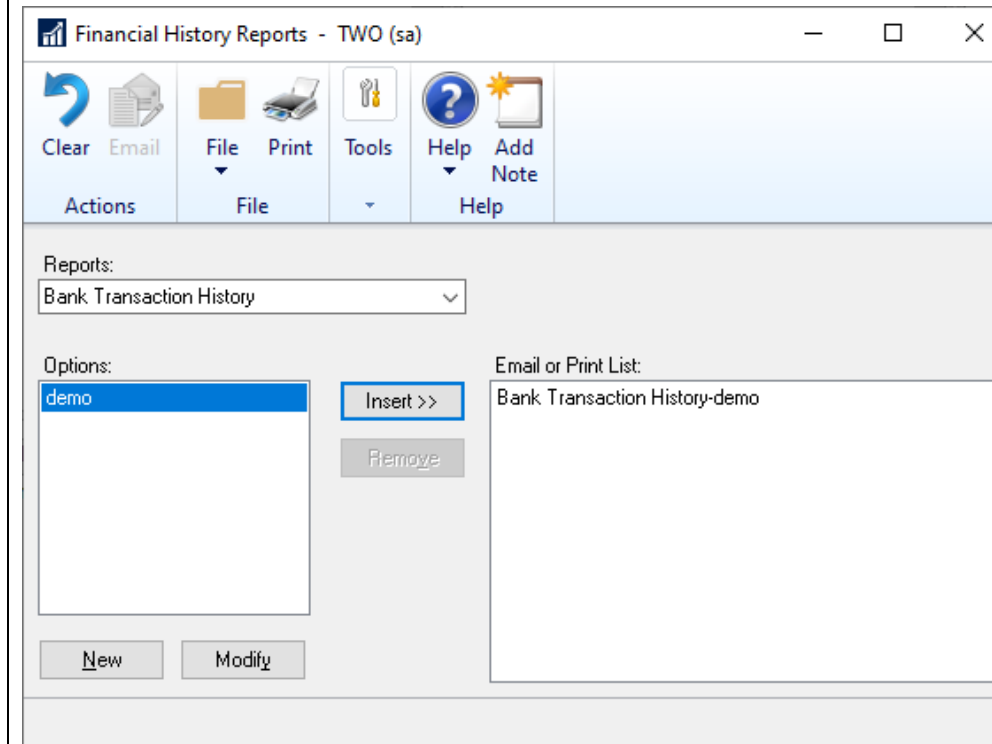 Financial History Reports - TWO (sa)
Clear Email File Print Tools Help Add Note
Actions File Help
Reports:
Bank Transaction History
Options:
Email or Print List:
demo
Insert >>
Bank Transaction History-demo
Remove
New Modify